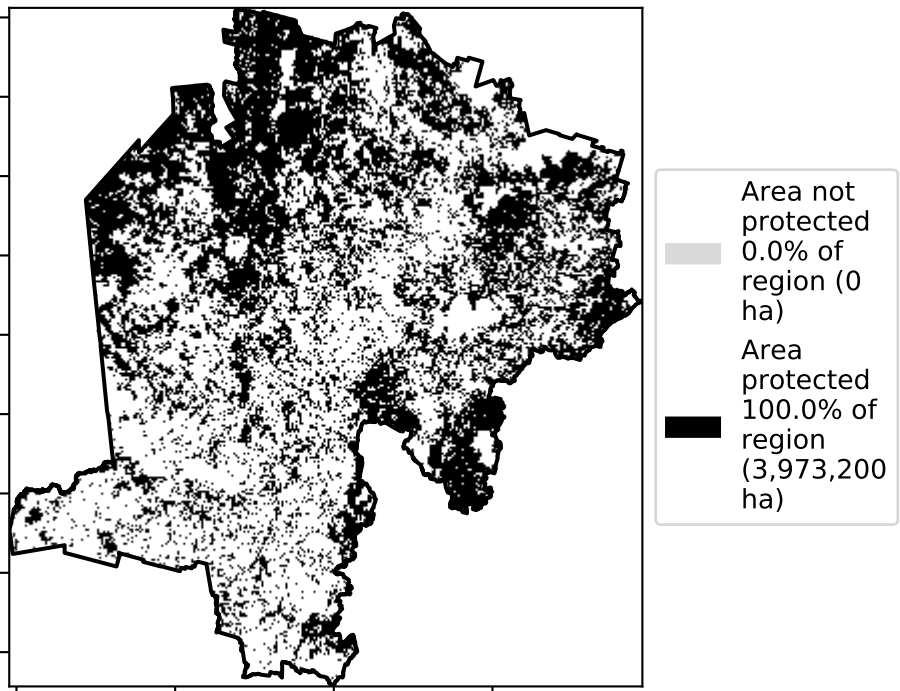 Area not
protected
0.0% of
region (0
ha)
Area
protected
100.0% of
region
(3,973,200
ha)